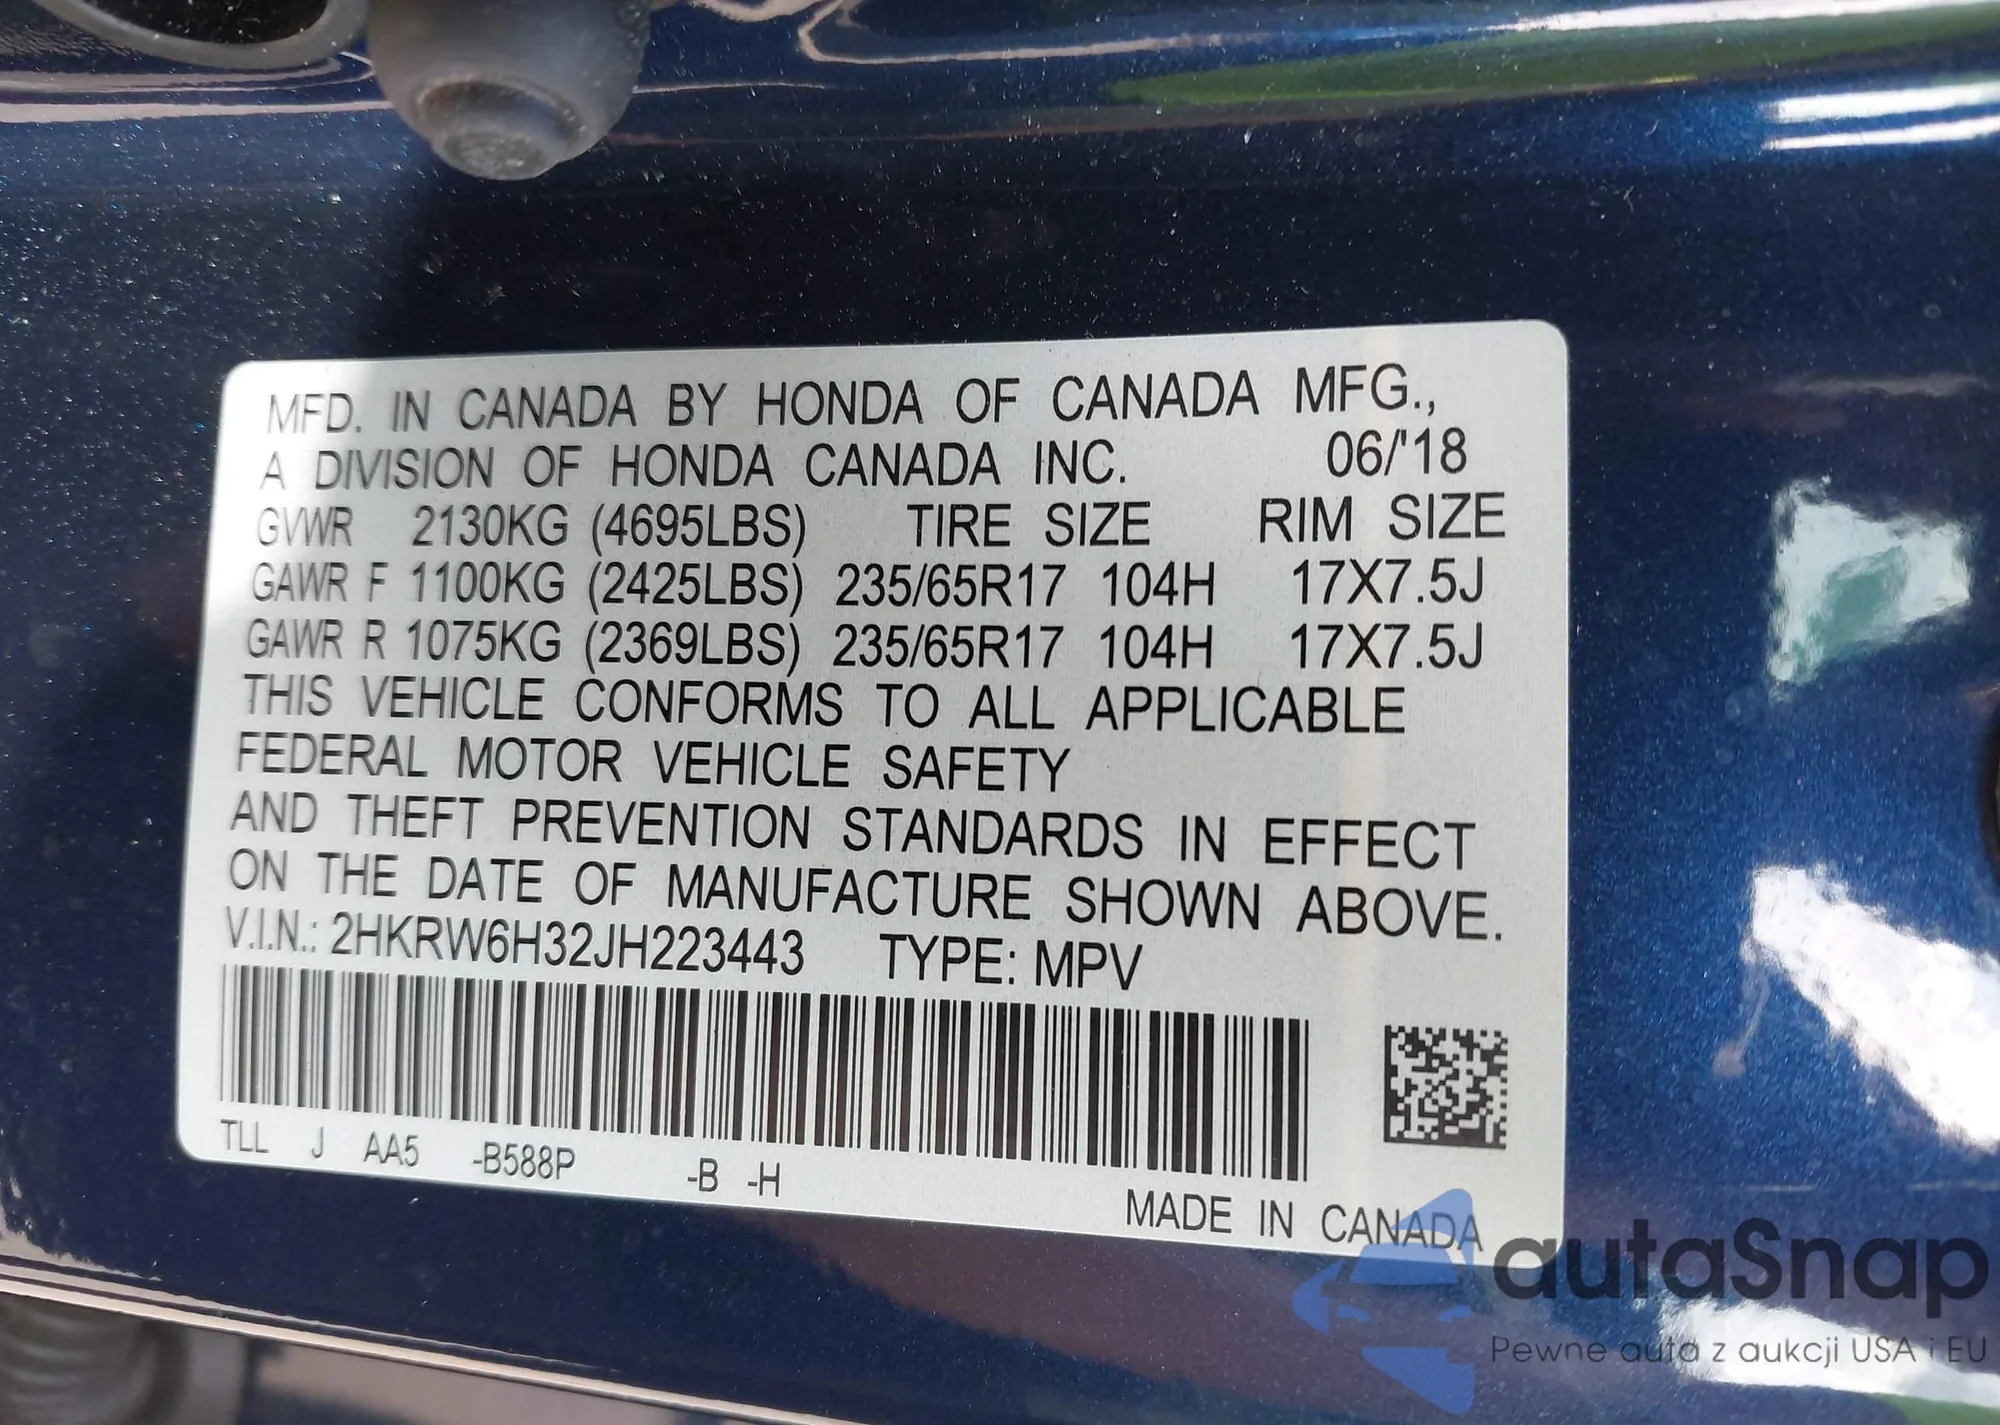 MFD. IN CANADA BY HONDA OF CANADA MFG.,
A DIVISION OF HONDA CANADA INC. 06/'18
GVWR 2130KG (4695LBS) TIRE SIZE RIM SIZE
GAWR F 1100KG (2425LBS) 235/65R17 104H 17X7.5J
GAWR R 1075KG (2369LBS) 235/65R17 104H 17X7.5J
THIS VEHICLE CONFORMS TO ALL APPLICABLE
FEDERAL MOTOR VEHICLE SAFETY
AND THEFT PREVENTION STANDARDS IN EFFECT
ON THE DATE OF MANUFACTURE SHOWN ABOVE.
V.I.N.: 2HKRW6H32JH223443 TYPE: MPV
TLL J AA5 -B588P -B -H
MADE IN CANADA
autaSnap
Pewne auta z aukcji USA i EU